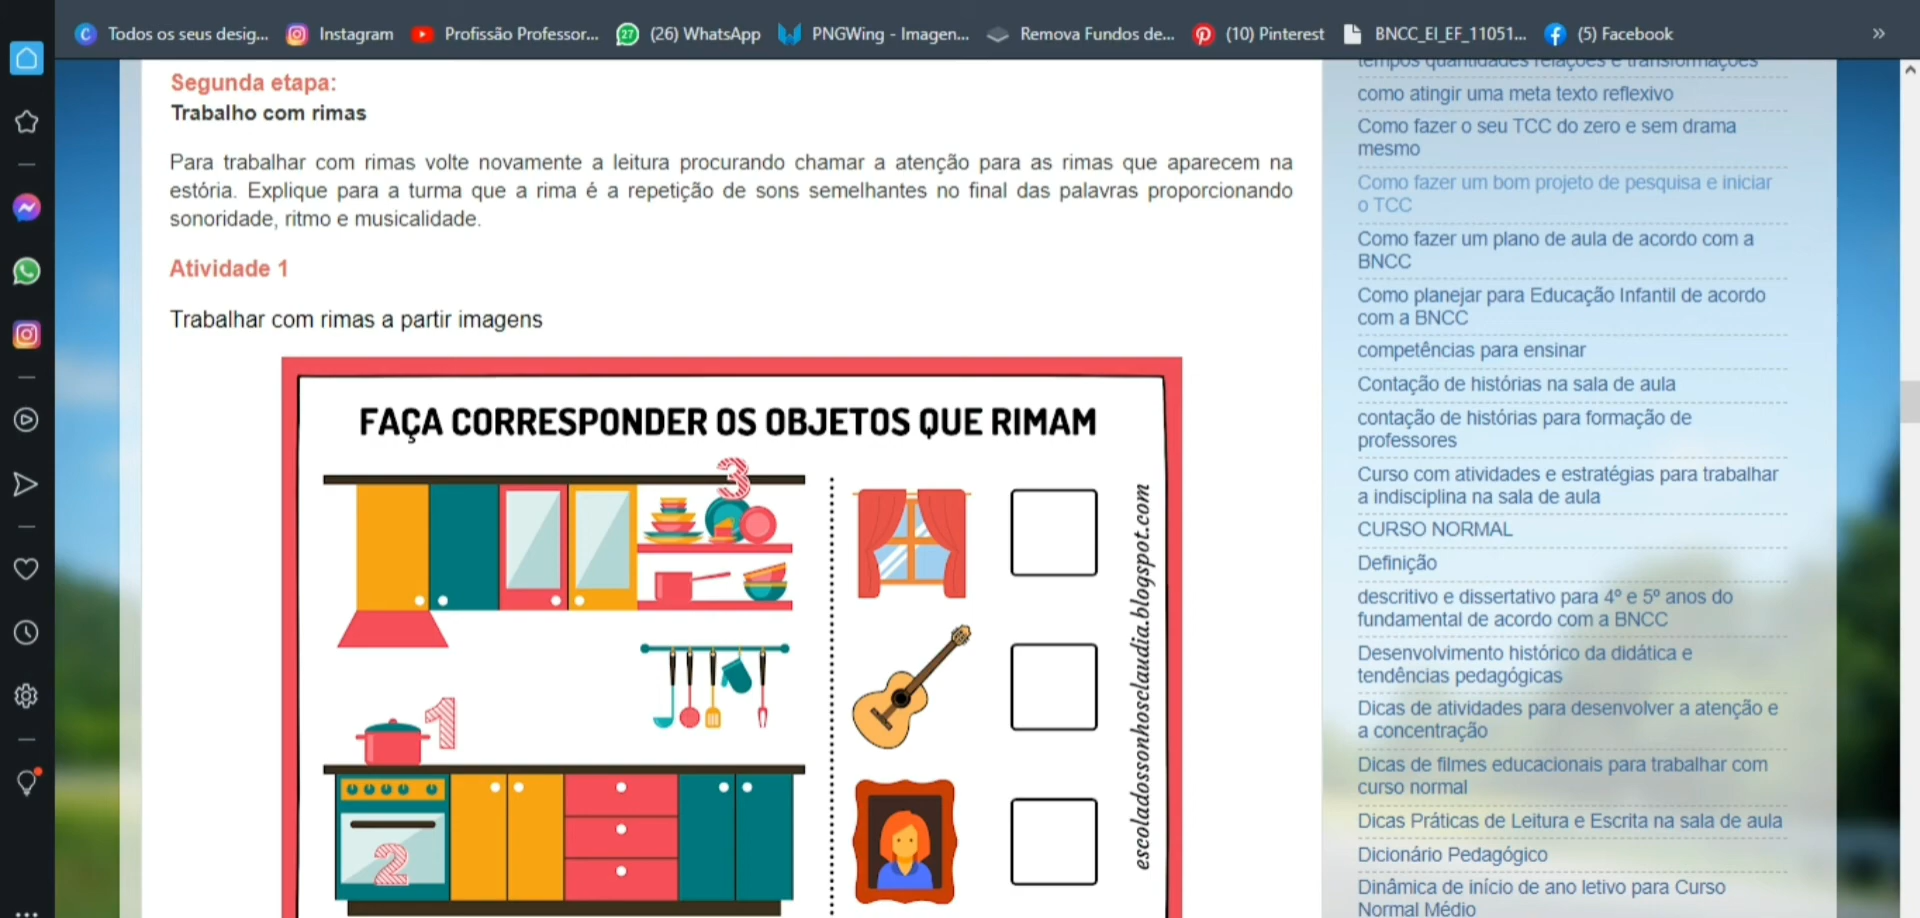 Todos os seus desig...
Instagram
Profissão Professor...
27
(26) WhatsApp
PNGWing - Imagen...
Remova Fundos de...
(10) Pinterest
BNCC_EI_EF_11051...
(5) Facebook
Segunda etapa:
Trabalho com rimas
Para trabalhar com rimas volte novamente a leitura procurando chamar a atenção para as rimas que aparecem na
estória. Explique para a turma que a rima é a repetição de sons semelhantes no final das palavras proporcionando
sonoridade, ritmo e musicalidade.
Atividade 1
Trabalhar com rimas a partir imagens
FAÇA CORRESPONDER OS OBJETOS QUE RIMAM
3
1
2
escoladossonhosclaudia.blogspot.com
tempos quantidades relações e transformações
como atingir uma meta texto reflexivo
Como fazer o seu TCC do zero e sem drama
mesmo
Como fazer um bom projeto de pesquisa e iniciar
o TCC
Como fazer um plano de aula de acordo com a
BNCC
Como planejar para Educação Infantil de acordo
com a BNCC
competências para ensinar
Contação de histórias na sala de aula
contação de histórias para formação de
professores
Curso com atividades e estratégias para trabalhar
a indisciplina na sala de aula
CURSO NORMAL
Definição
descritivo e dissertativo para 4º e 5º anos do
fundamental de acordo com a BNCC
Desenvolvimento histórico da didática e
tendências pedagógicas
Dicas de atividades para desenvolver a atenção e
a concentração
Dicas de filmes educacionais para trabalhar com
curso normal
Dicas Práticas de Leitura e Escrita na sala de aula
Dicionário Pedagógico
Dinâmica de início de ano letivo para Curso
Normal Médio